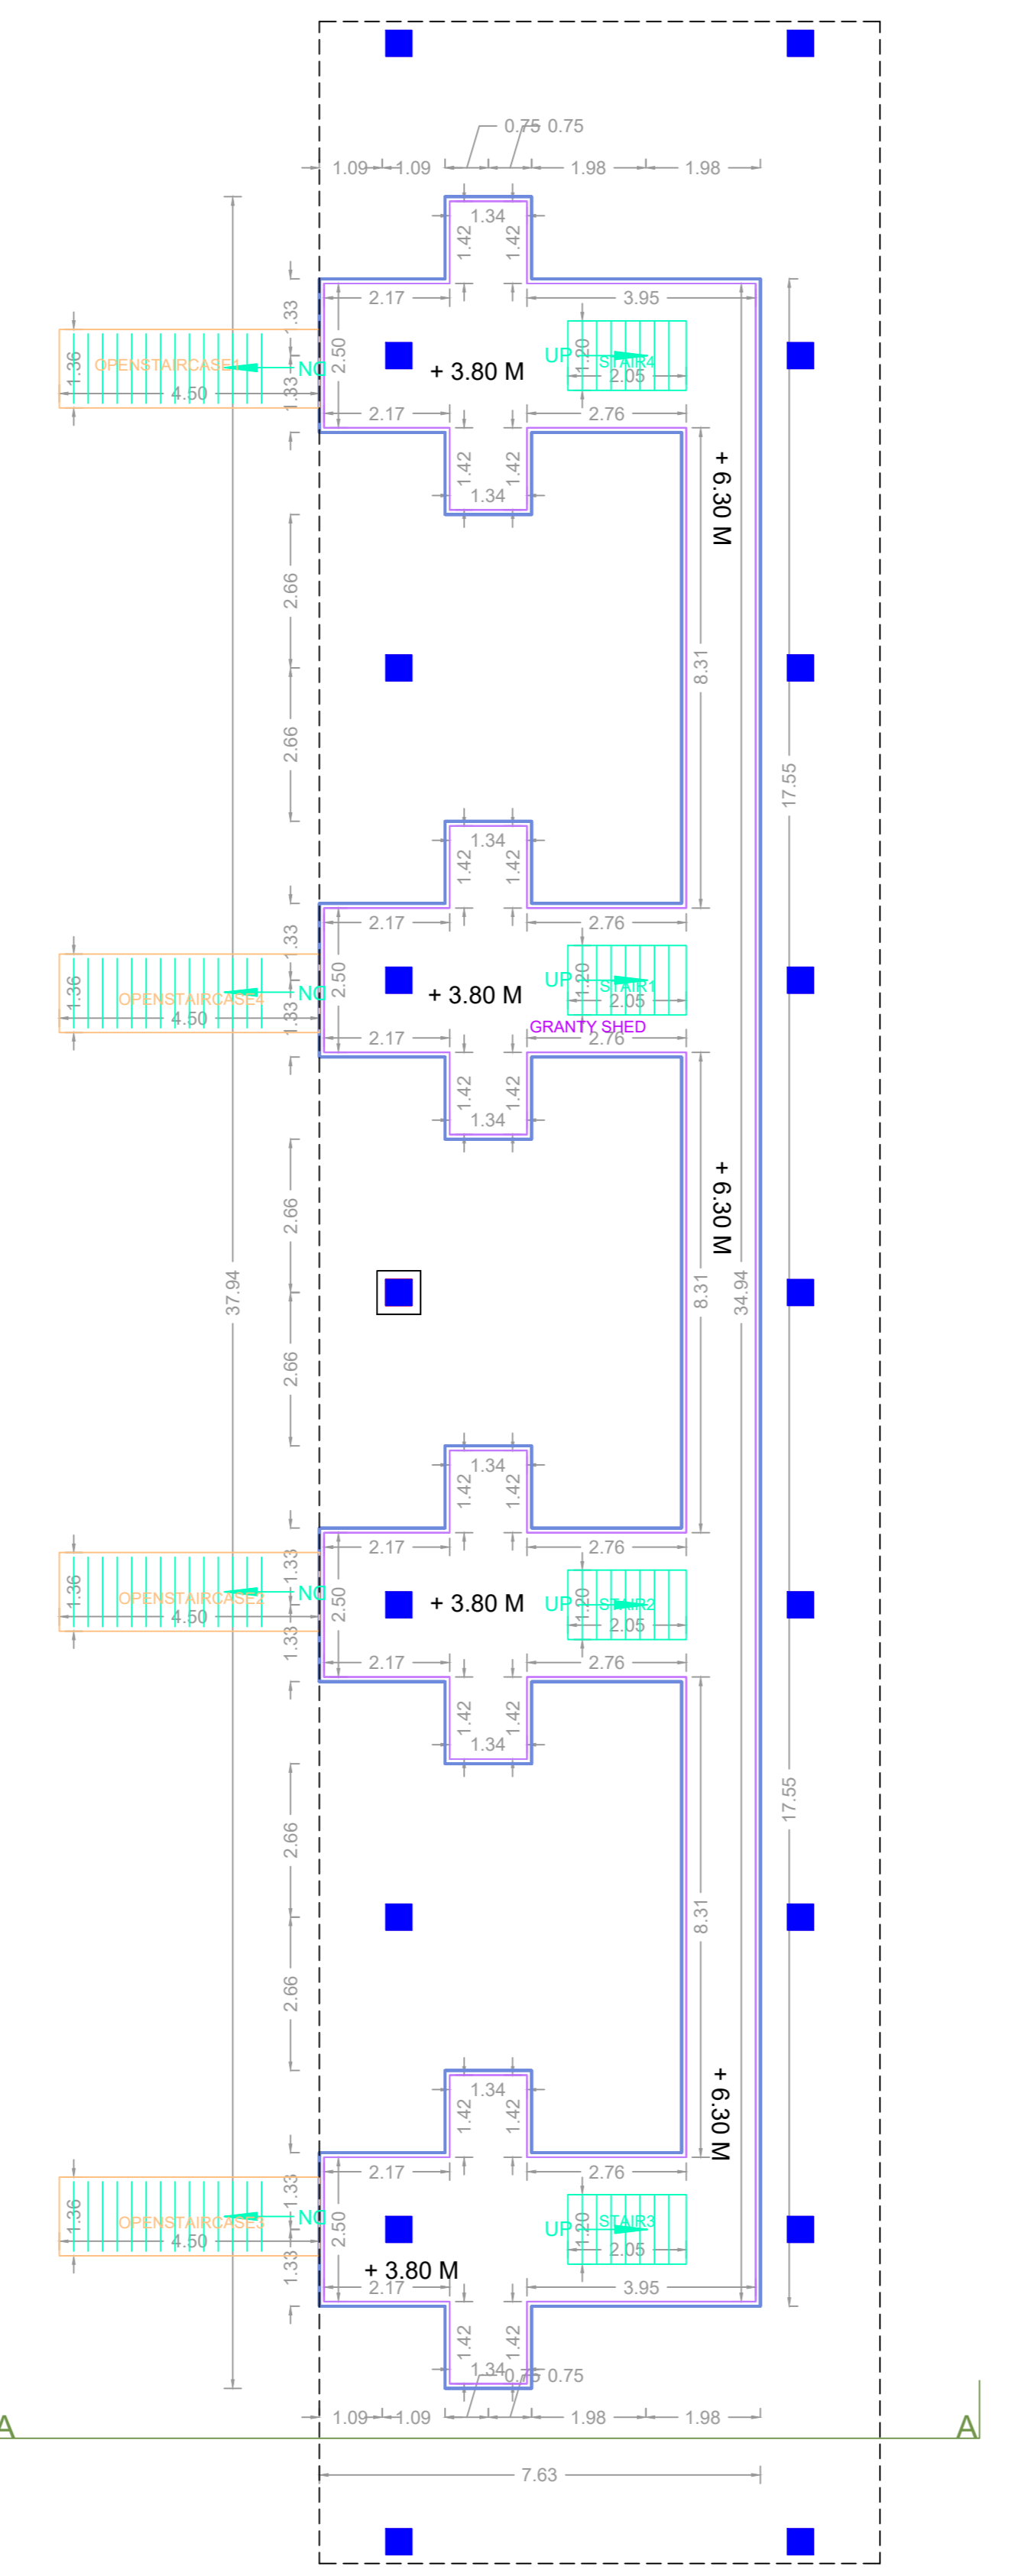 0.75 0.75
1.09 1.09 1.98 1.98
1.34
1.42 1.42
2.17 3.95
1.33
OPENSTAIRCASE1
1.36
4.50
NO
1.33
2.50
+ 3.80 M
UP
1.20
STAIR4
2.05
2.17 2.76
1.42 1.42
1.34
+ 6.30 M
2.66
8.31
2.66
17.55
1.34
1.42 1.42
2.17 2.76
1.33
OPENSTAIRCASE4
1.36
4.50
NO
1.33
2.50
+ 3.80 M
UP
1.20
STAIR1
2.05
GRANTY SHED
2.17 2.76
1.42 1.42
1.34
+ 6.30 M
2.66
37.94
8.31
34.94
2.66
1.34
1.42 1.42
2.17 2.76
1.33
OPENSTAIRCASE2
1.36
4.50
NO
1.33
2.50
+ 3.80 M
UP
1.20
STAIR2
2.05
2.17 2.76
1.42 1.42
1.34
2.66
17.55
8.31
2.66
+ 6.30 M
1.34
1.42 1.42
2.17 2.76
1.33
OPENSTAIRCASE3
1.36
4.50
NO
1.33
2.50
UP
1.20
STAIR3
2.05
+ 3.80 M
2.17 3.95
1.42 1.42
1.34 0.75 0.75
1.09 1.09 1.98 1.98
A A
7.63